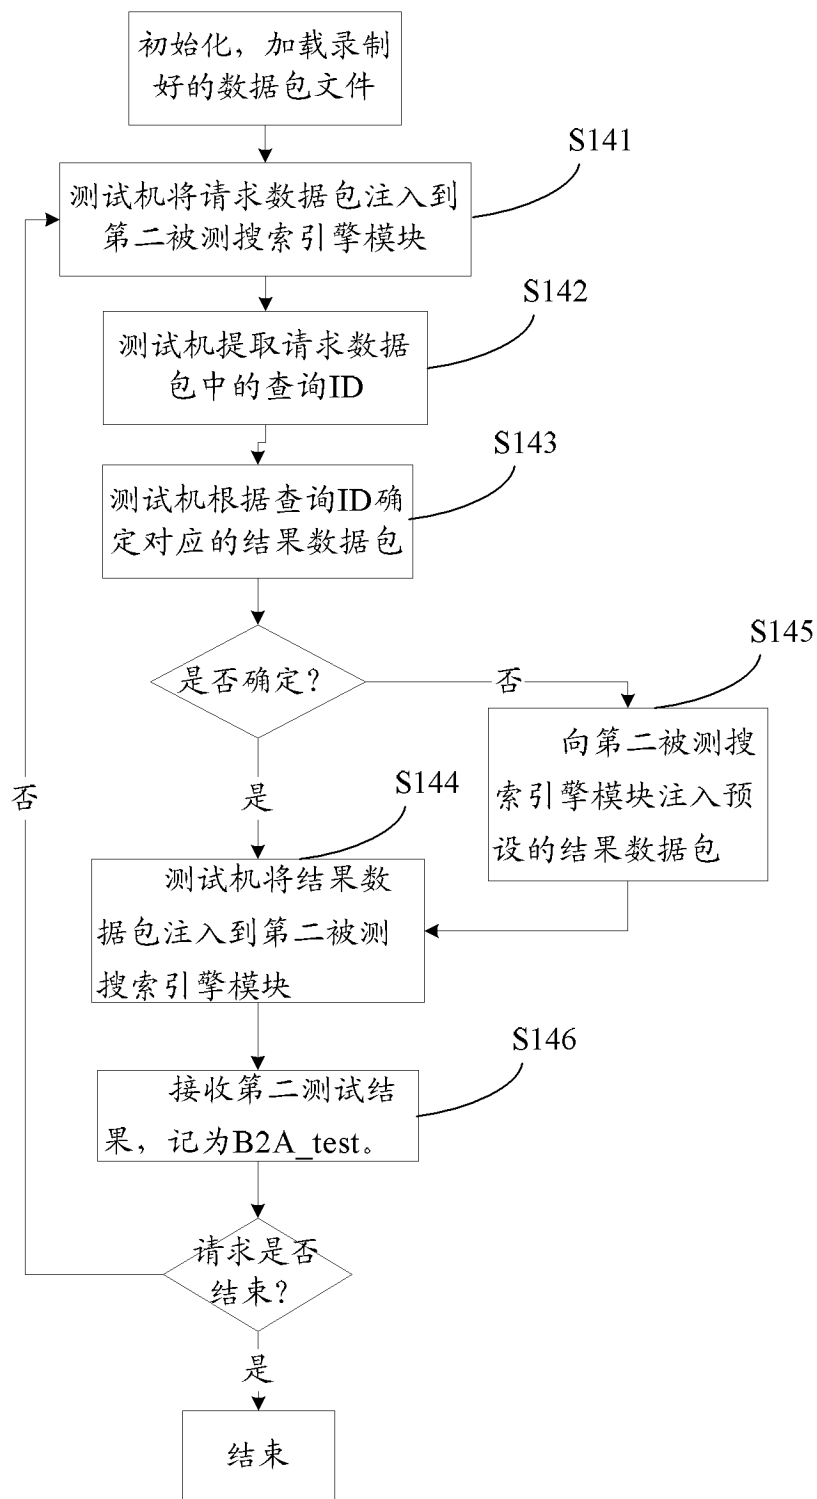 初始化，加载录制
好的数据包文件
S141
测试机将请求数据包注入到
第二被测搜索引擎模块
S142
测试机提取请求数据
包中的查询ID
S143
测试机根据查询ID确
定对应的结果数据包
S145
是否确定？
否
向第二被测搜
索引擎模块注入预
设的结果数据包
否
是
S144
测试机将结果数
据包注入到第二被测
搜索引擎模块
S146
接收第二测试结
果，记为B2A_test。
请求是否
结束？
是
结束